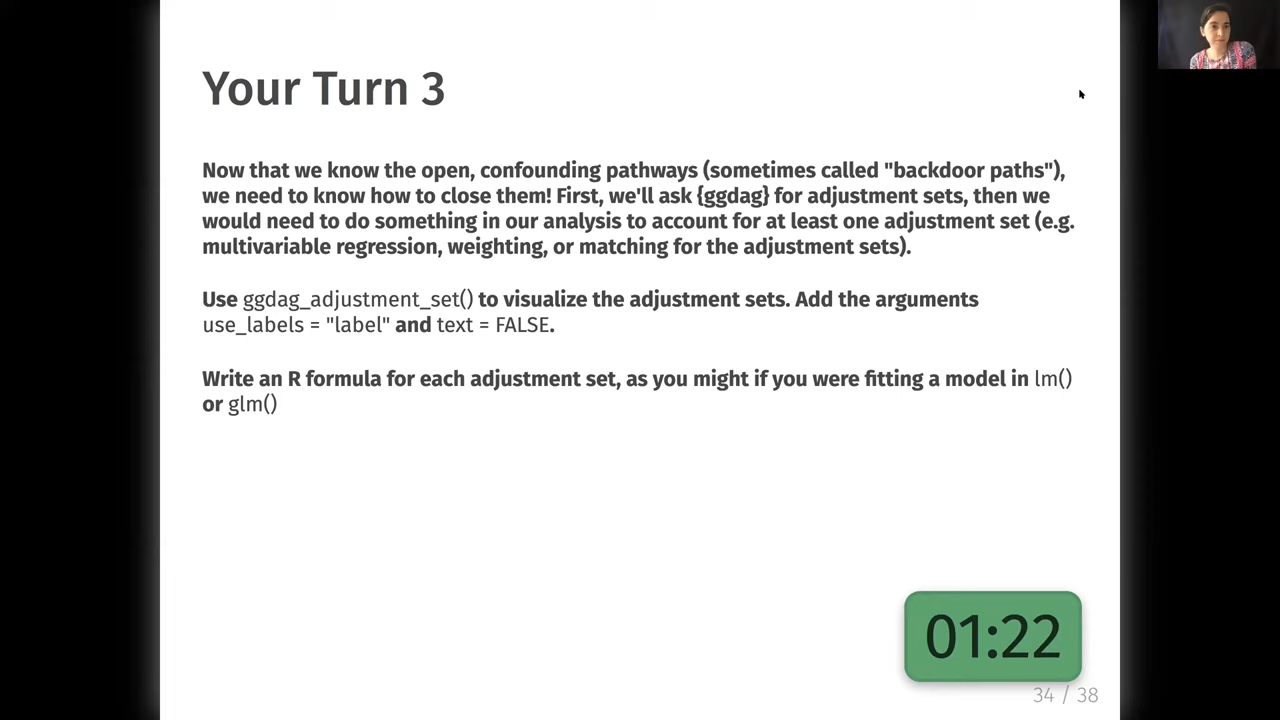 Your Turn 3
Now that we know the open, confounding pathways (sometimes called "backdoor paths"),
we need to know how to close them! First, we'll ask {ggdag} for adjustment sets, then we
would need to do something in our analysis to account for at least one adjustment set (e.g.
multivariable regression, weighting, or matching for the adjustment sets).
Use ggdag_adjustment_set() to visualize the adjustment sets. Add the arguments
use_labels = "label" and text = FALSE.
Write an R formula for each adjustment set, as you might if you were fitting a model in lm()
or glm()
01:22
34 / 38